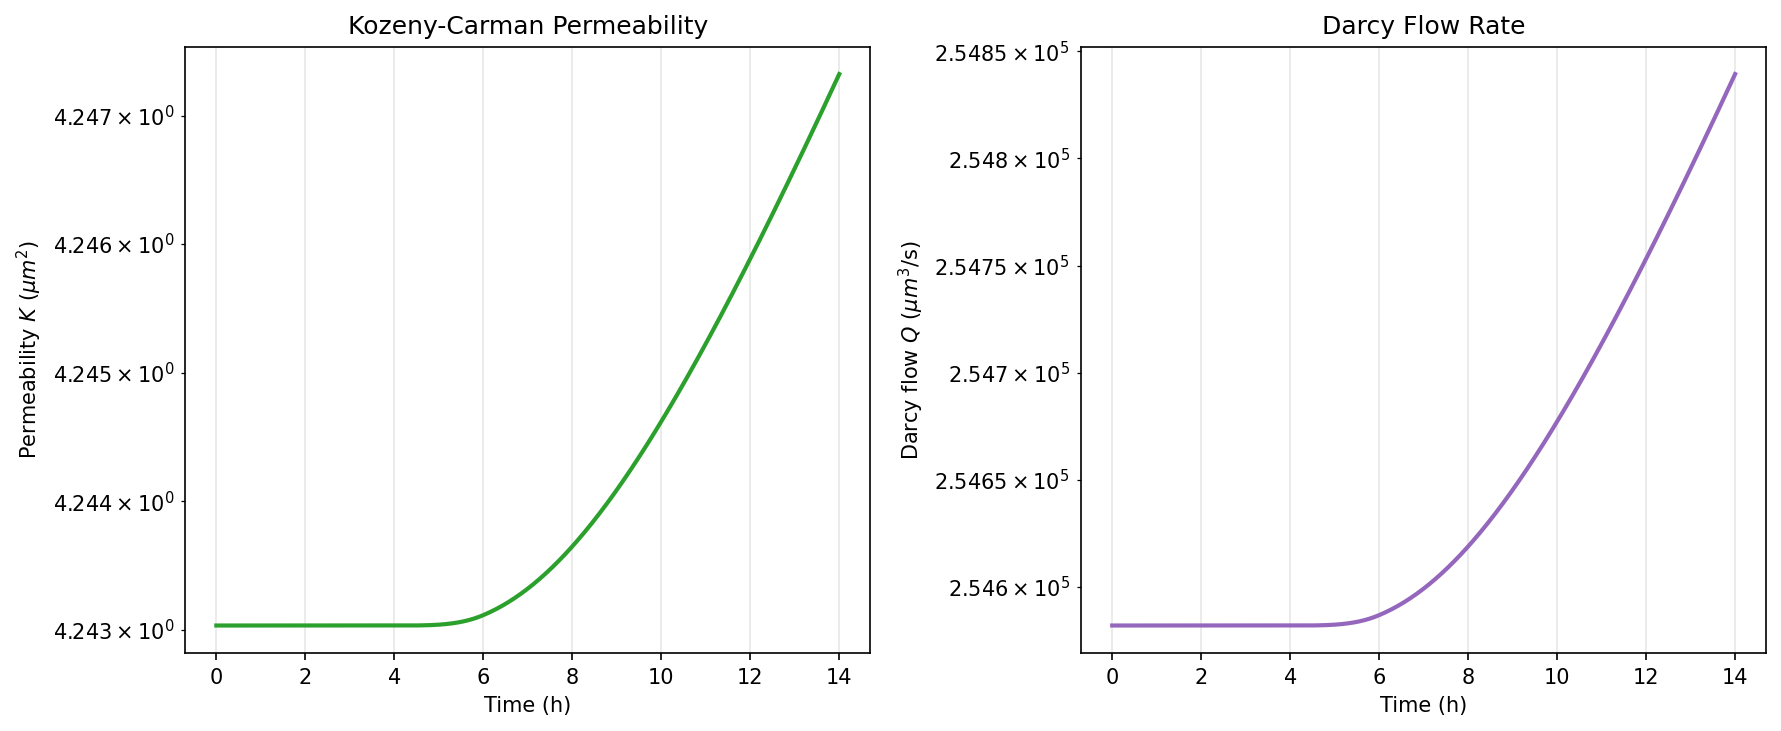 Kozeny-Carman Permeability
Permeability K (μm²)
4.247 × 10⁰
4.246 × 10⁰
4.245 × 10⁰
4.244 × 10⁰
4.243 × 10⁰
0 2 4 6 8 10 12 14
Time (h)
Darcy Flow Rate
Darcy flow Q (μm³/s)
2.5485 × 10⁵
2.548 × 10⁵
2.5475 × 10⁵
2.547 × 10⁵
2.5465 × 10⁵
2.546 × 10⁵
0 2 4 6 8 10 12 14
Time (h)